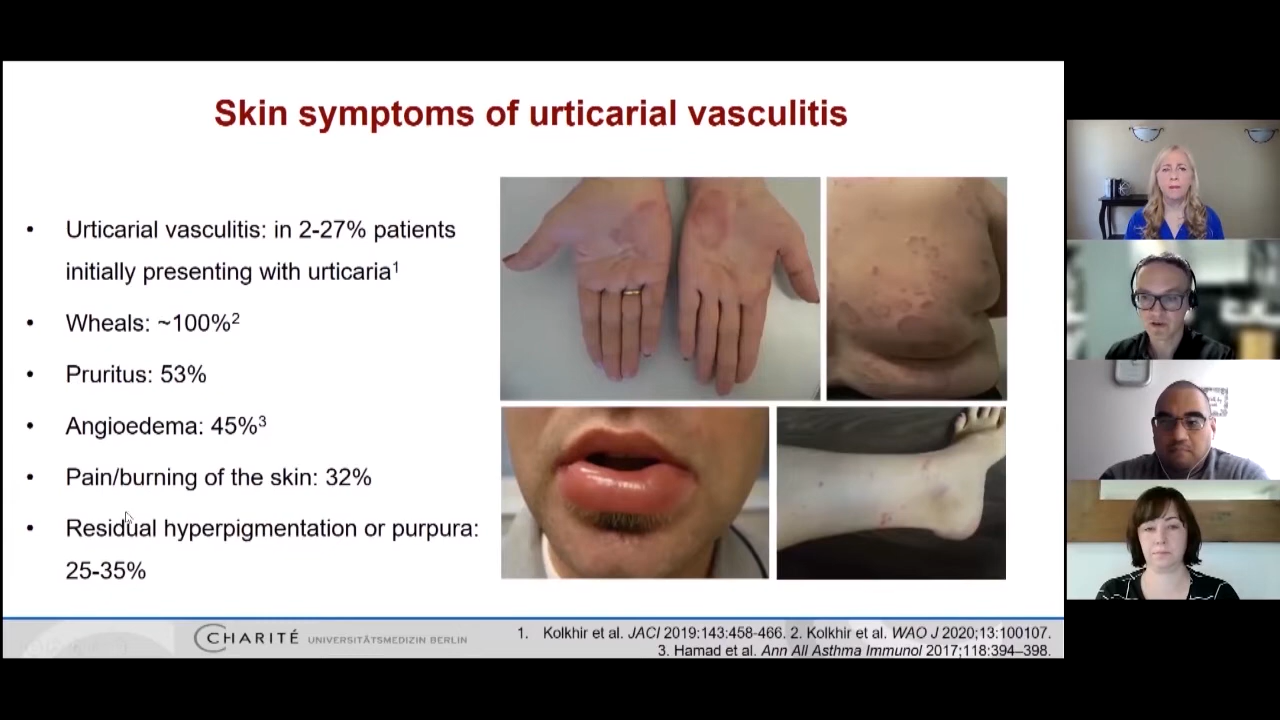 Skin symptoms of urticarial vasculitis
• Urticarial vasculitis: in 2-27% patients
initially presenting with urticaria¹
• Wheals: ~100%²
• Pruritus: 53%
• Angioedema: 45%³
• Pain/burning of the skin: 32%
• Residual hyperpigmentation or purpura:
25-35%
CHARITÉ UNIVERSITÄTSMEDIZIN BERLIN
1. Kolkhir et al. JACI 2019:143:458-466. 2. Kolkhir et al. WAO J 2020;13:100107.
3. Hamad et al. Ann All Asthma Immunol 2017;118:394–398.